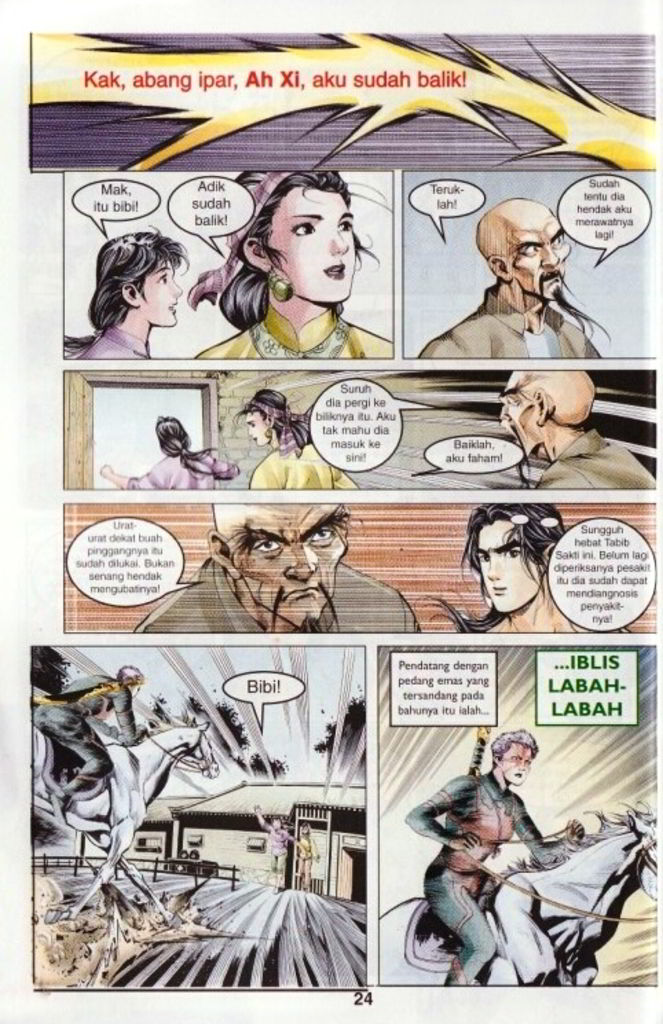 Kak, abang ipar, Ah Xi, aku sudah balik!
Mak,
itu bibi!
Adik
sudah
balik!
Teruk-
lah!
Sudah
tentu dia
hendak aku
merawatnya
lagi!
Suruh
dia pergi ke
biliknya itu. Aku
tak mahu dia
masuk ke
sini!
Baiklah,
aku faham!
Urat-
urat dekat buah
pinggangnya itu
sudah dilukai. Bukan
senang hendak
mengubatinya!
Sungguh
hebat Tabib
Sakti ini. Belum lagi
diperiksanya pesakit
itu dia sudah dapat
mendiangnosis
penyakit-
nya!
Bibi!
Pendatang dengan
pedang emas yang
tersandang pada
bahunya itu ialah...
...IBLIS
LABAH-
LABAH
24